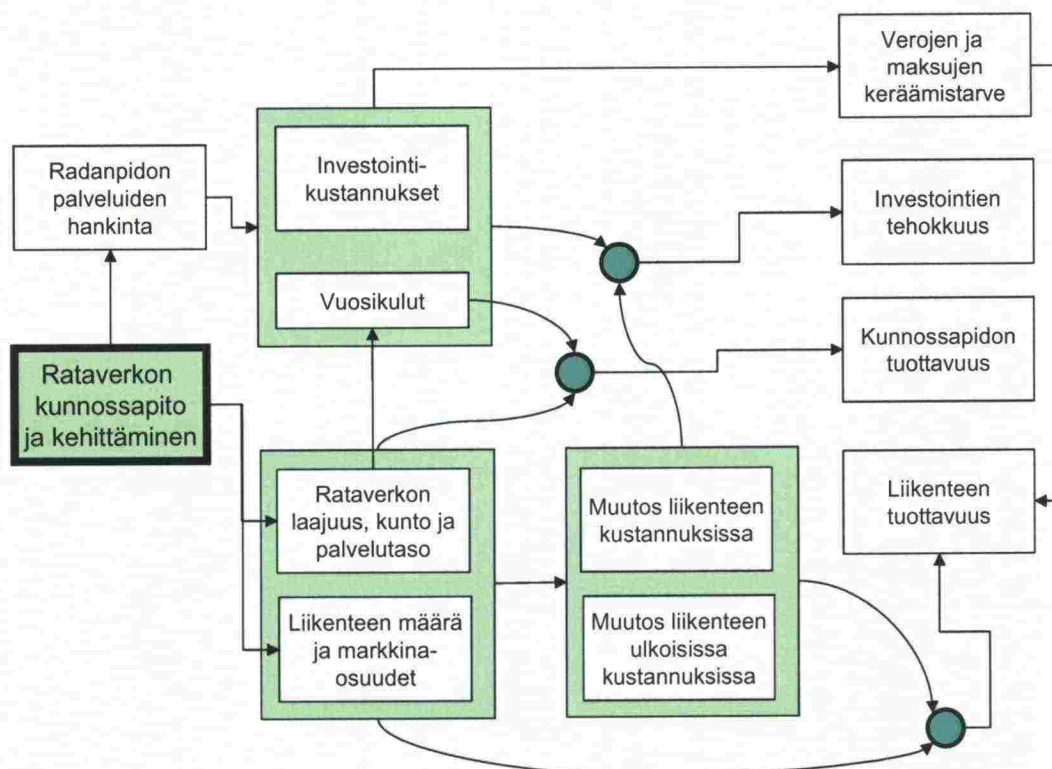 Verojen ja
maksujen
keräämistarve
Radanpidon
palveluiden
hankinta
Investointi-
kustannukset
Investointien
tehokkuus
Vuosikulut
Kunnossapidon
tuottavuus
Rataverkon
kunnossapito
ja kehittäminen
Rataverkon
laajuus, kunto ja
palvelutaso
Muutos liikenteen
kustannuksissa
Liikenteen
tuottavuus
Liikenteen määrä
ja markkina-
osuudet
Muutos liikenteen
ulkoisissa
kustannuksissa